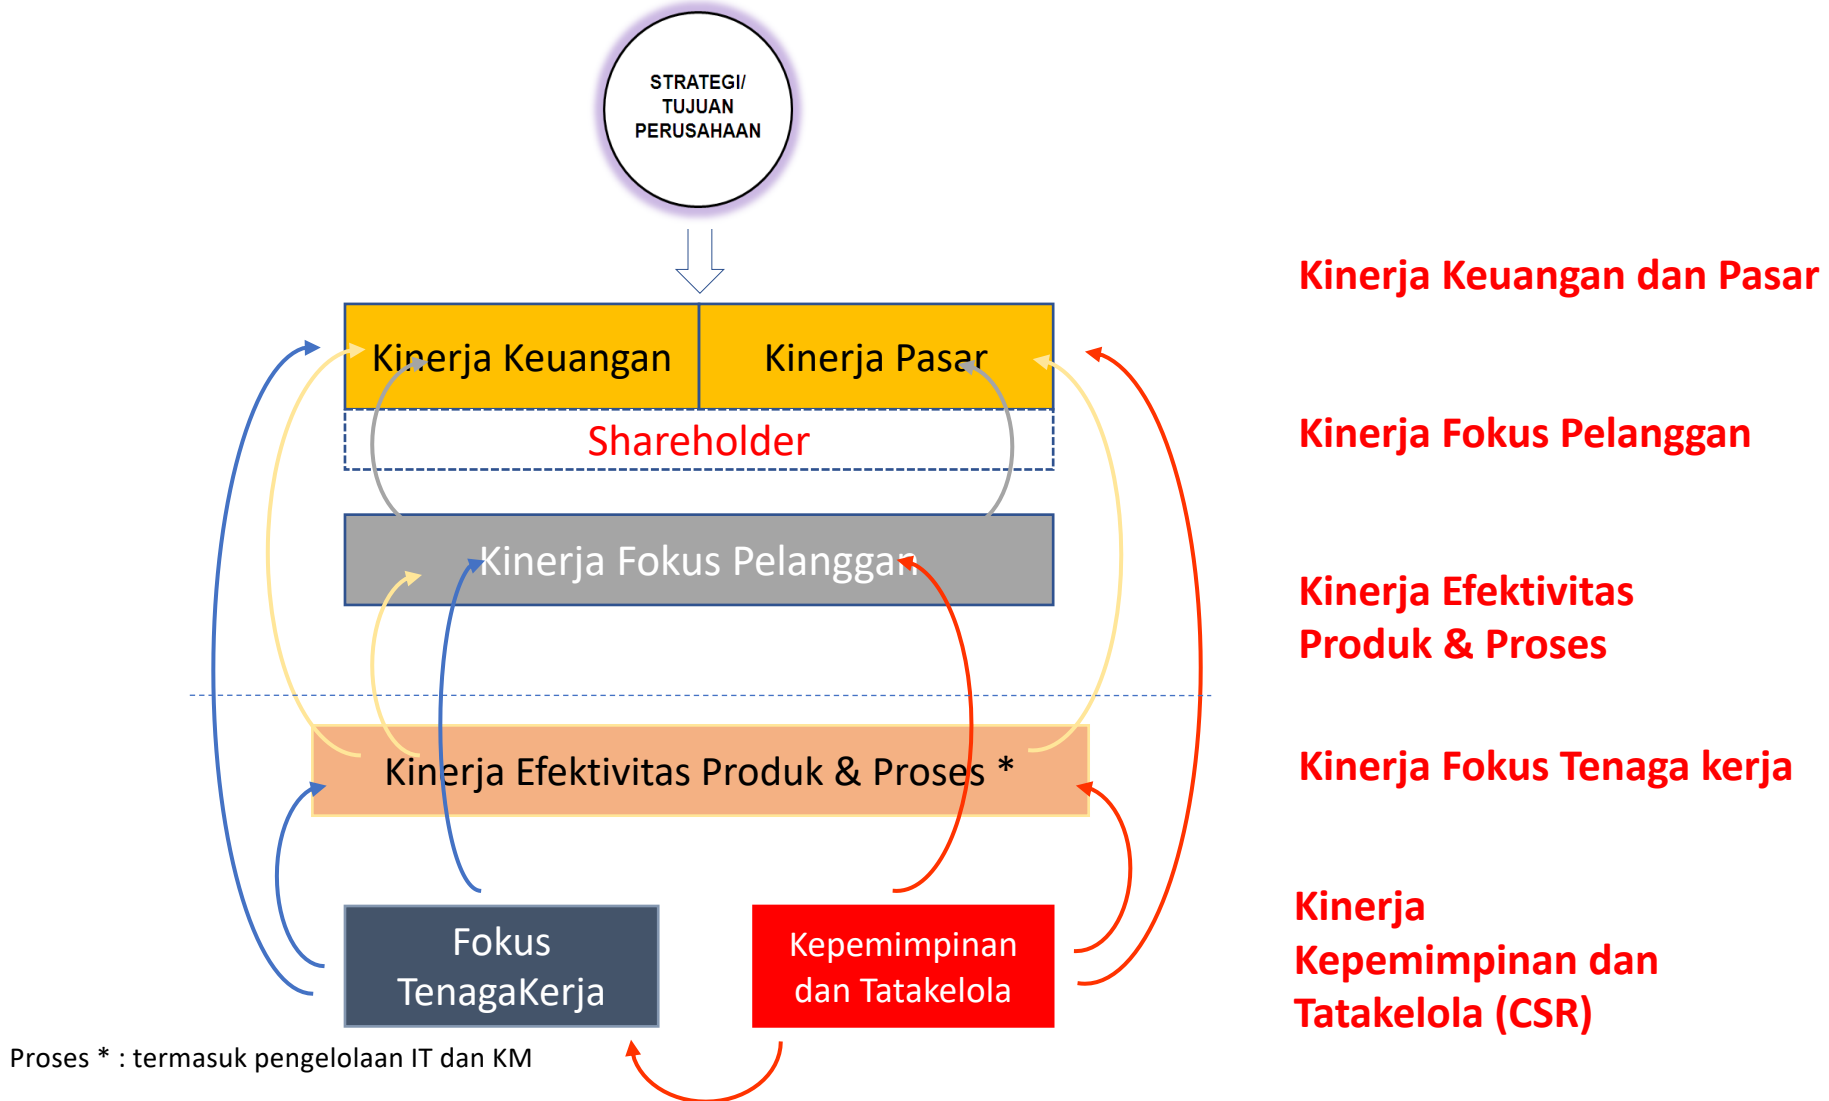 STRATEGI/
TUJUAN
PERUSAHAAN
Kinerja Keuangan dan Pasar
Kinerja Keuangan
Kinerja Pasar
Shareholder
Kinerja Fokus Pelanggan
Kinerja Fokus Pelanggan
Kinerja Efektivitas
Produk & Proses
Kinerja Efektivitas Produk & Proses *
Kinerja Fokus Tenaga kerja
Fokus
TenagaKerja
Kepemimpinan
dan Tatakelola
Kinerja
Kepemimpinan dan
Tatakelola (CSR)
Proses * : termasuk pengelolaan IT dan KM